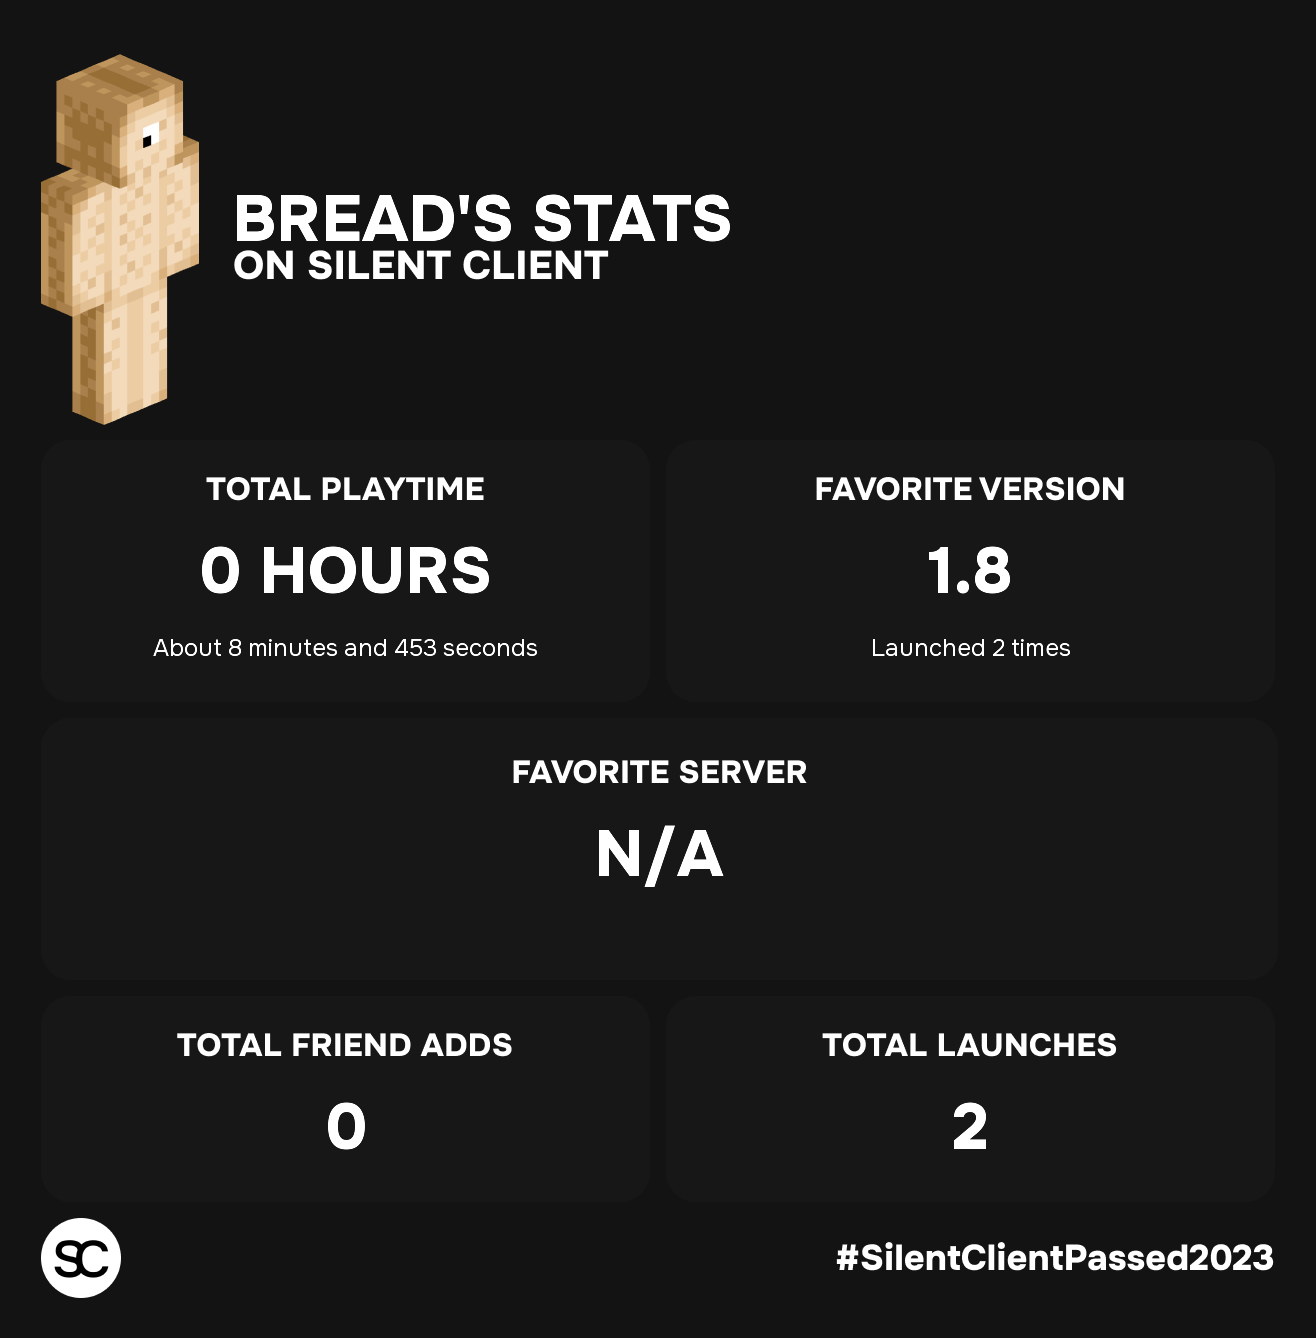 BREAD'S STATS
ON SILENT CLIENT
TOTAL PLAYTIME
0 HOURS
About 8 minutes and 453 seconds
FAVORITE VERSION
1.8
Launched 2 times
FAVORITE SERVER
N/A
TOTAL FRIEND ADDS
0
TOTAL LAUNCHES
2
SC
#SilentClientPassed2023